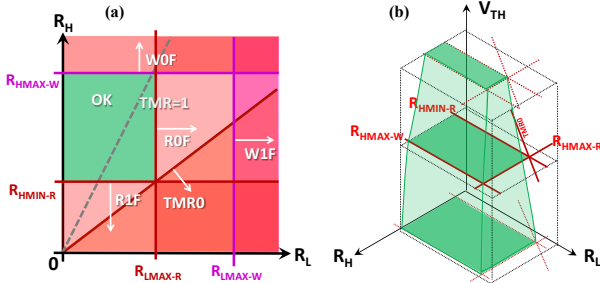 (a)
R_H
W0F
R_HMAX-W
OK
TMR=1
R0F
W1F
R_HMIN-R
R1F
TMR0
0
R_L
R_LMAX-R
R_LMAX-W
(b)
V_TH
R_HMIN-R
TMR0
R_HMAX-W
R_HMAX-R
R_H
R_L